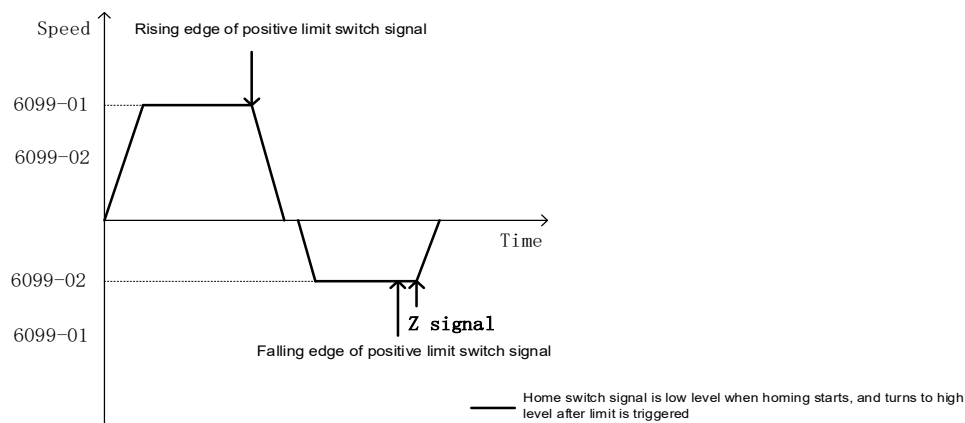 Speed
Rising edge of positive limit switch signal
6099-01
6099-02
Time
6099-02
Z signal
6099-01
Falling edge of positive limit switch signal
Home switch signal is low level when homing starts, and turns to high
level after limit is triggered